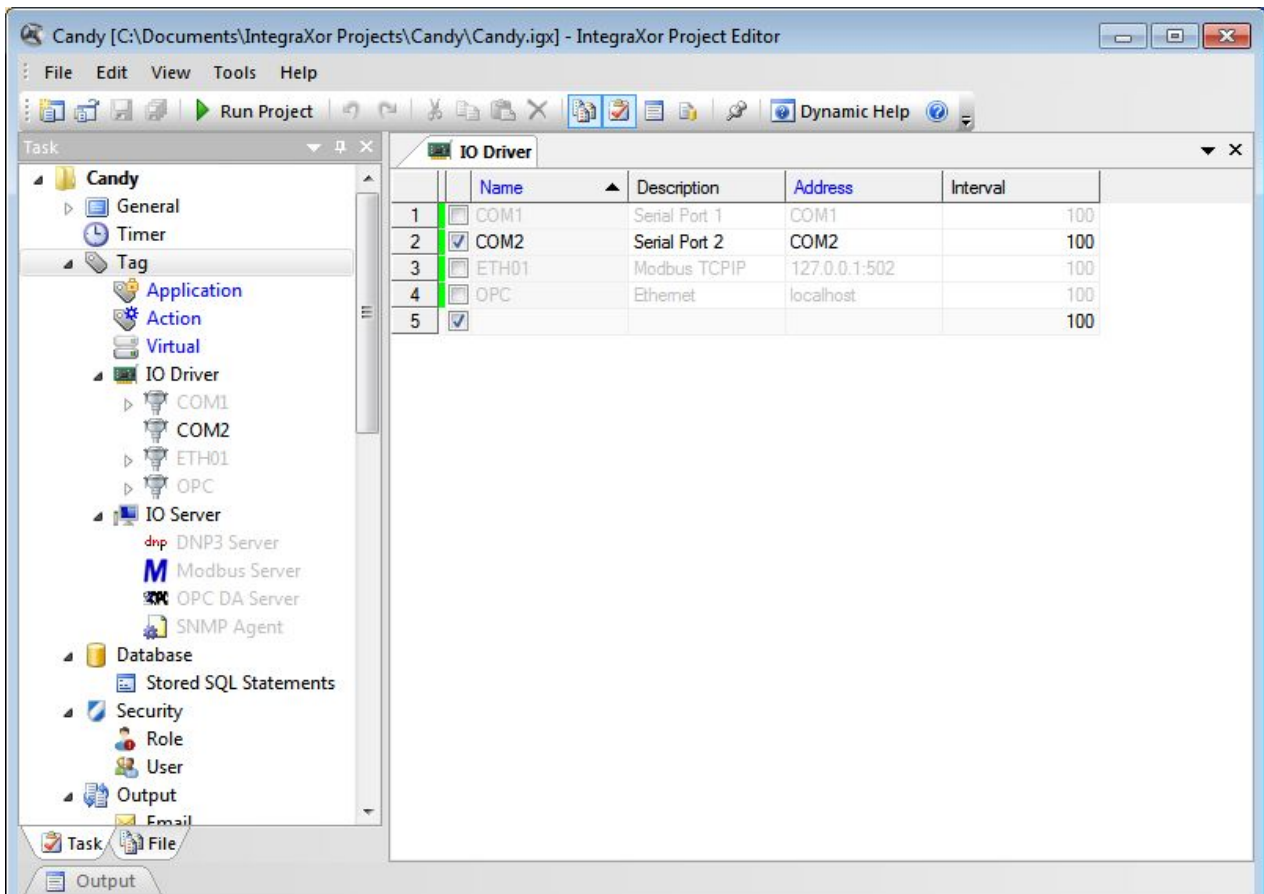 Candy [C:\Documents\IntegraXor Projects\Candy\Candy.igx] - IntegraXor Project Editor
File Edit View Tools Help
Run Project Dynamic Help
Task
Candy
General
Timer
Tag
Application
Action
Virtual
IO Driver
COM1
COM2
ETH01
OPC
IO Server
dnp DNP3 Server
M Modbus Server
OPC DA Server
SNMP Agent
Database
Stored SQL Statements
Security
Role
User
Output
Email
Task File
Output
IO Driver
Name Description Address Interval
1 COM1 Serial Port 1 COM1 100
2 COM2 Serial Port 2 COM2 100
3 ETH01 Modbus TCPIP 127.0.0.1:502 100
4 OPC Ethernet localhost 100
5 100